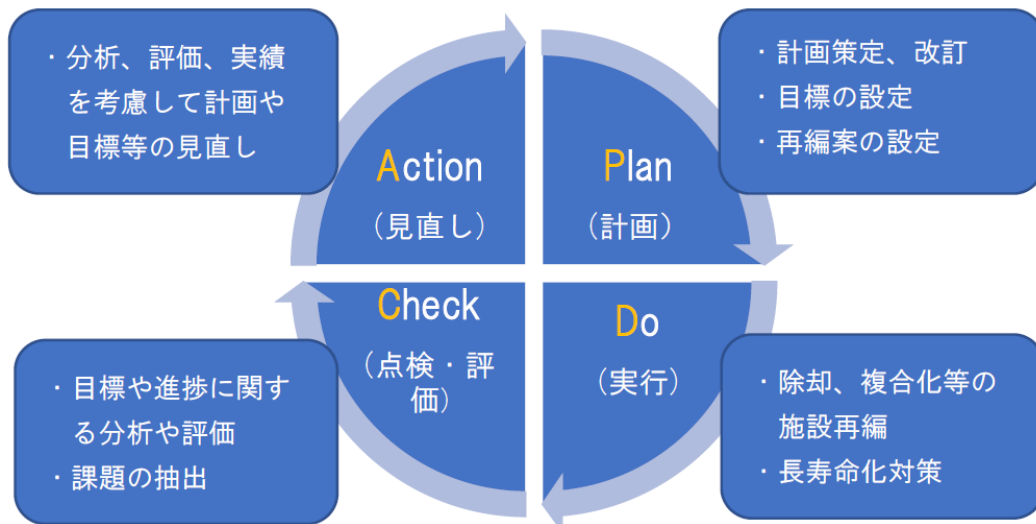 ・分析、評価、実績
を考慮して計画や
目標等の見直し
Action
（見直し）
Plan
（計画）
・計画策定、改訂
・目標の設定
・再編案の設定
Check
（点検・評
価）
・目標や進捗に関す
る分析や評価
・課題の抽出
Do
（実行）
・除却、複合化等の
施設再編
・長寿命化対策